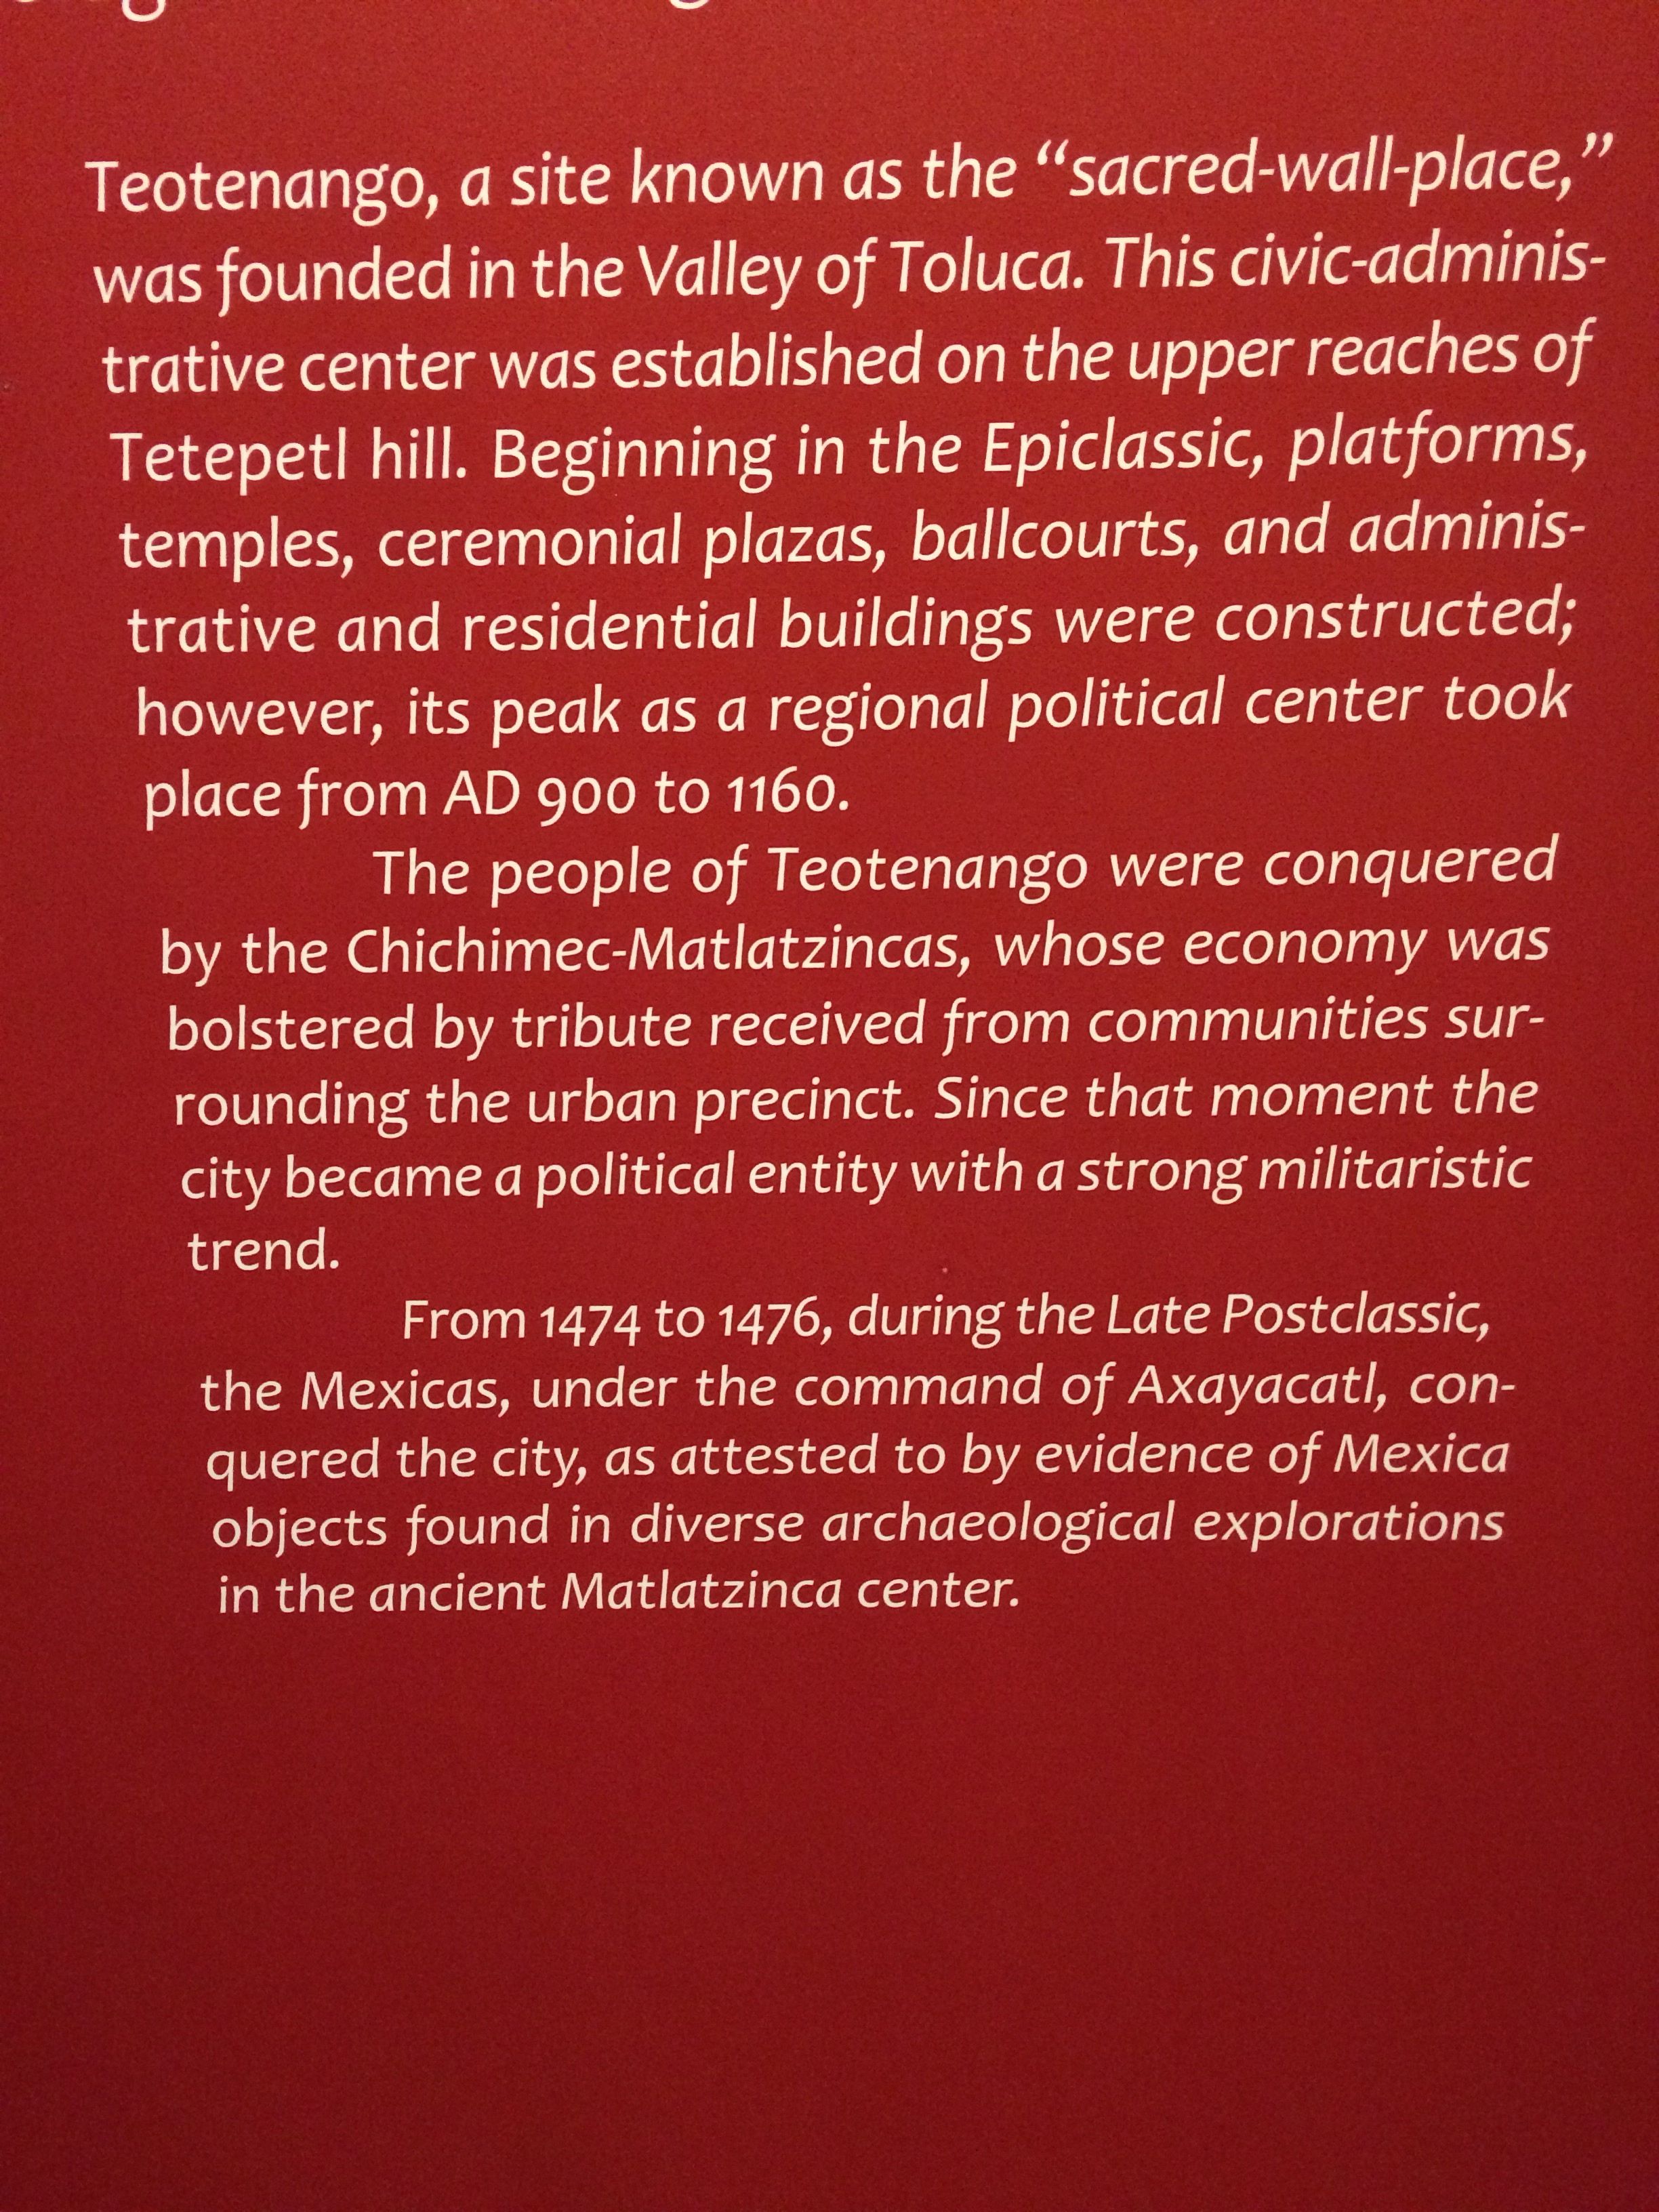 Teotenango, a site known as the “sacred-wall-place,”
was founded in the Valley of Toluca. This civic-adminis-
trative center was established on the upper reaches of
Tetepetl hill. Beginning in the Epiclassic, platforms,
temples, ceremonial plazas, ballcourts, and adminis-
trative and residential buildings were constructed;
however, its peak as a regional political center took
place from AD 900 to 1160.
The people of Teotenango were conquered
by the Chichimec-Matlatzincas, whose economy was
bolstered by tribute received from communities sur-
rounding the urban precinct. Since that moment the
city became a political entity with a strong militaristic
trend.
From 1474 to 1476, during the Late Postclassic,
the Mexicas, under the command of Axayacatl, con-
quered the city, as attested to by evidence of Mexica
objects found in diverse archaeological explorations
in the ancient Matlatzinca center.